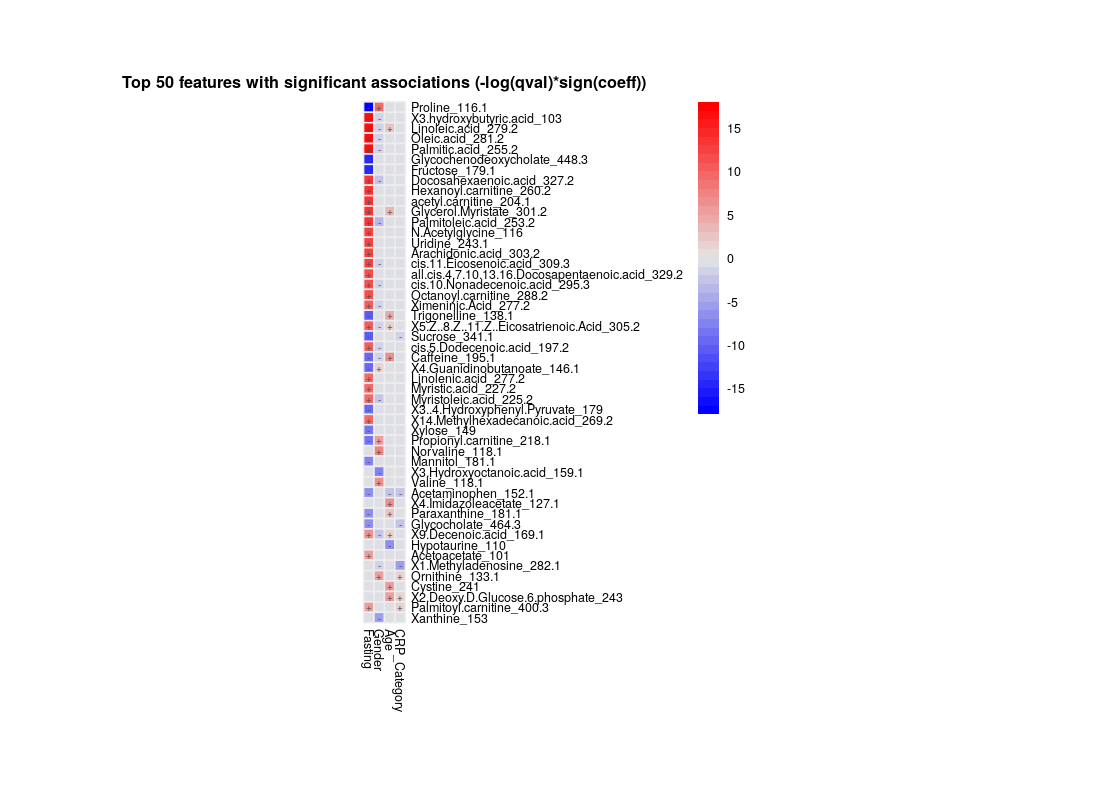 Top 50 features with significant associations (-log(qval)*sign(coeff))
Proline_116.1
X3.hydroxybutyric.acid_103
Linoleic.acid_279.2
Oleic.acid_281.2
Palmitic.acid_255.2
Glycochenodeoxycholate_448.3
Fructose_179.1
Docosahexaenoic.acid_327.2
Hexanoyl.carnitine_260.2
acetyl.carnitine_204.1
Glycerol.Myristate_301.2
Palmitoleic.acid_253.2
N.Acetylglycine_116
Uridine_243.1
Arachidonic.acid_303.2
cis.11.Eicosenoic.acid_309.3
all.cis.4.7.10.13.16.Docosapentaenoic.acid_329.2
cis.10.Nonadecenoic.acid_295.3
Octanoyl.carnitine_288.2
Ximeninic.Acid_277.2
Trigonelline_138.1
X5.Z..8.Z..11.Z..Eicosatrienoic.Acid_305.2
Sucrose_341.1
cis.5.Dodecenoic.acid_197.2
Caffeine_195.1
X4.Guanidinobutanoate_146.1
Linolenic.acid_277.2
Myristic.acid_227.2
Myristoleic.acid_225.2
X3..4.Hydroxyphenyl.Pyruvate_179
X14.Methylhexadecanoic.acid_269.2
Xylose_149
Propionyl.carnitine_218.1
Norvaline_118.1
Mannitol_181.1
X3.Hydroxyoctanoic.acid_159.1
Valine_118.1
Acetaminophen_152.1
X4.Imidazoleacetate_127.1
Paraxanthine_181.1
Glycocholate_464.3
X9.Decenoic.acid_169.1
Hypotaurine_110
Acetoacetate_101
X1.Methyladenosine_282.1
Ornithine_133.1
Cystine_241
X2.Deoxy.D.Glucose.6.phosphate_243
Palmitoyl.carnitine_400.3
Xanthine_153
Fasting
Gender
Age
CRP_Category
15
10
5
0
-5
-10
-15